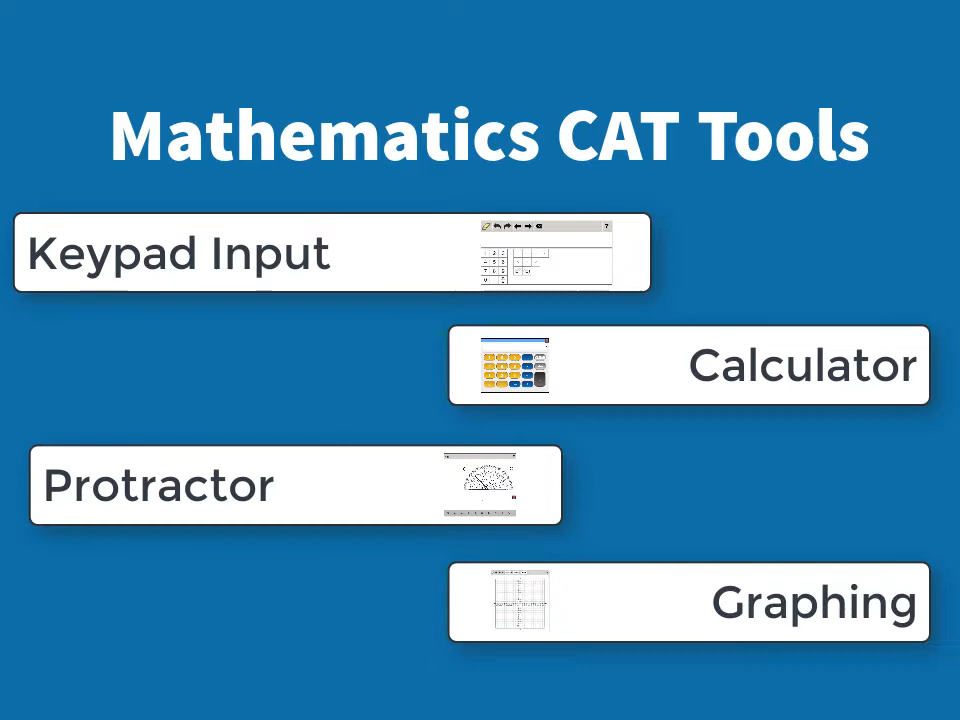 Mathematics CAT Tools
Keypad Input
Calculator
Protractor
Graphing